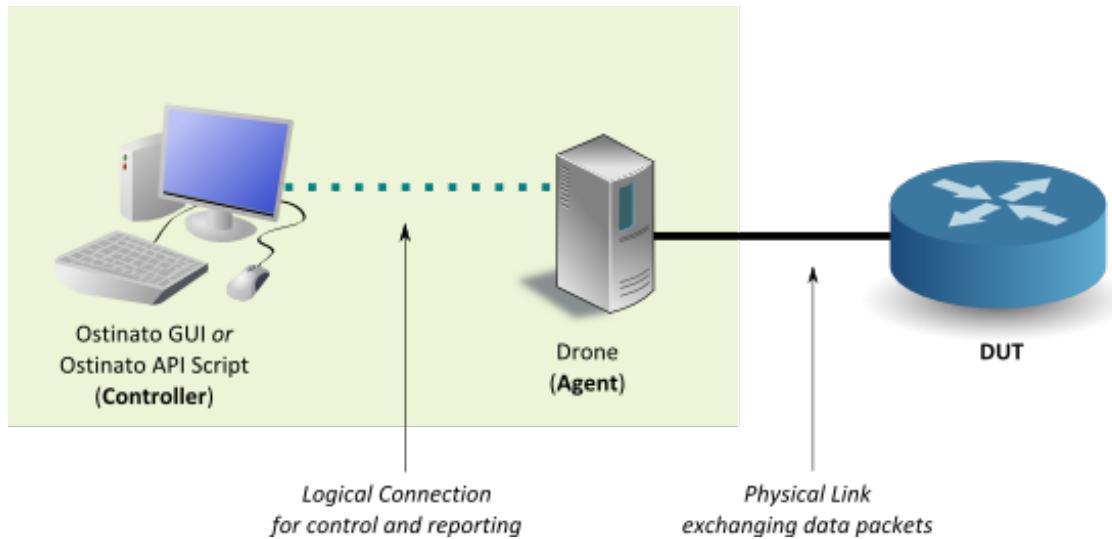 Ostinato GUI or
Ostinato API Script
(Controller)
Drone
(Agent)
DUT
Logical Connection
for control and reporting
Physical Link
exchanging data packets